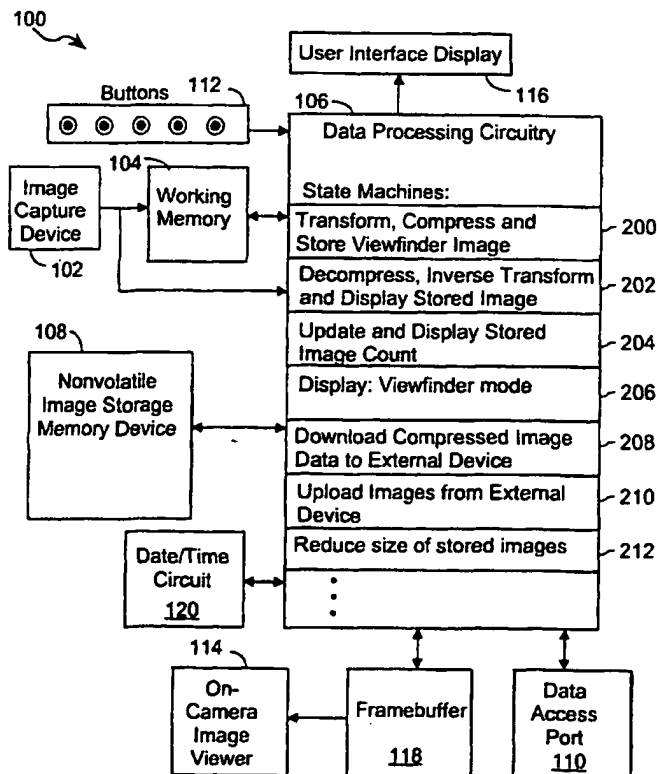 100
User Interface Display
116
Buttons
112
106
Data Processing Circuitry
State Machines:
104
Image
Capture
Device
102
Working
Memory
Transform, Compress and
Store Viewfinder Image
200
Decompress, Inverse Transform
and Display Stored Image
202
Update and Display Stored
Image Count
204
108
Nonvolatile
Image Storage
Memory Device
Display: Viewfinder mode
206
Download Compressed Image
Data to External Device
208
Upload Images from External
Device
210
Reduce size of stored images
212
Date/Time
Circuit
120
114
On-
Camera
Image
Viewer
Framebuffer
118
Data
Access
Port
110